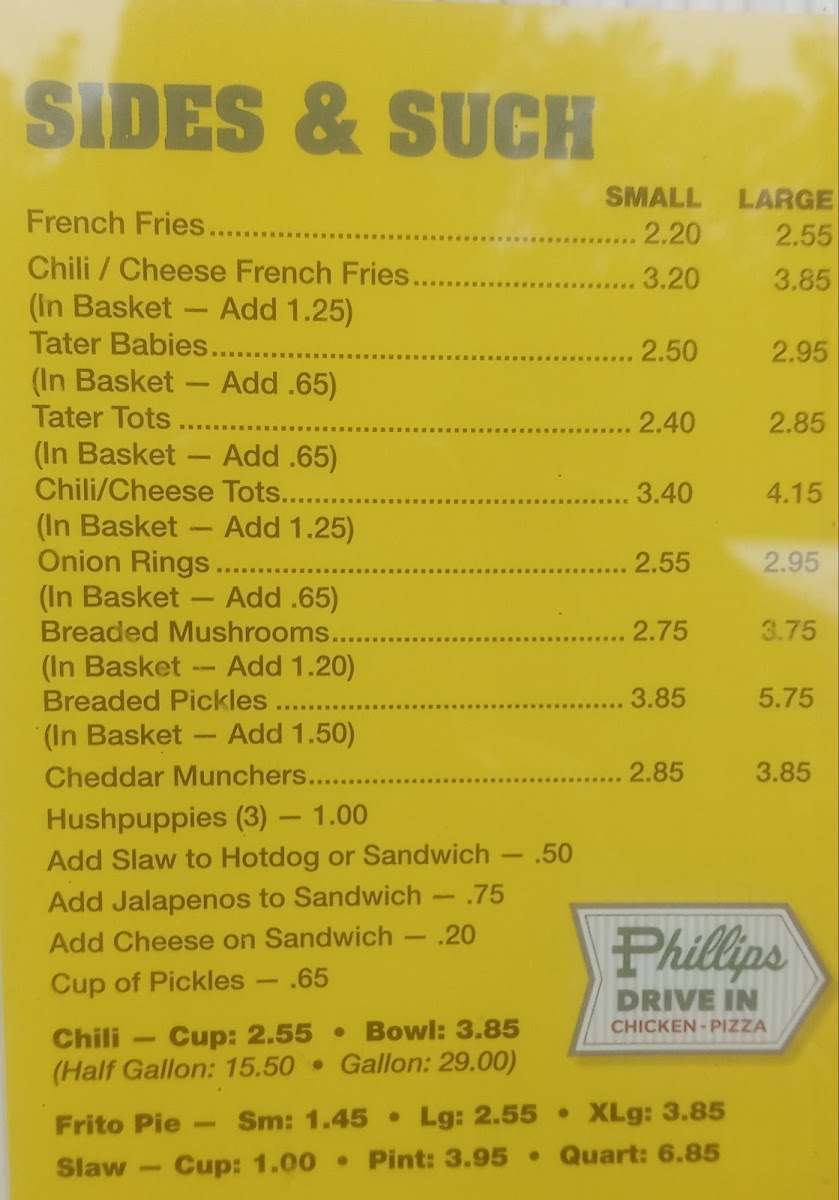 SIDES & SUCH
SMALL LARGE
French Fries.......................................................... 2.20 2.55
Chili / Cheese French Fries.............................. 3.20 3.85
(In Basket — Add 1.25)
Tater Babies.......................................................... 2.50 2.95
(In Basket — Add .65)
Tater Tots .............................................................. 2.40 2.85
(In Basket — Add .65)
Chili/Cheese Tots................................................ 3.40 4.15
(In Basket — Add 1.25)
Onion Rings .......................................................... 2.55 2.95
(In Basket — Add .65)
Breaded Mushrooms.......................................... 2.75 3.75
(In Basket — Add 1.20)
Breaded Pickles .................................................. 3.85 5.75
(In Basket — Add 1.50)
Cheddar Munchers............................................. 2.85 3.85
Hushpuppies (3) — 1.00
Add Slaw to Hotdog or Sandwich — .50
Add Jalapenos to Sandwich — .75
Add Cheese on Sandwich — .20
Cup of Pickles — .65
Phillips
DRIVE IN
CHICKEN-PIZZA
Chili — Cup: 2.55 • Bowl: 3.85
(Half Gallon: 15.50 • Gallon: 29.00)
Frito Pie — Sm: 1.45 • Lg: 2.55 • XLg: 3.85
Slaw — Cup: 1.00 • Pint: 3.95 • Quart: 6.85